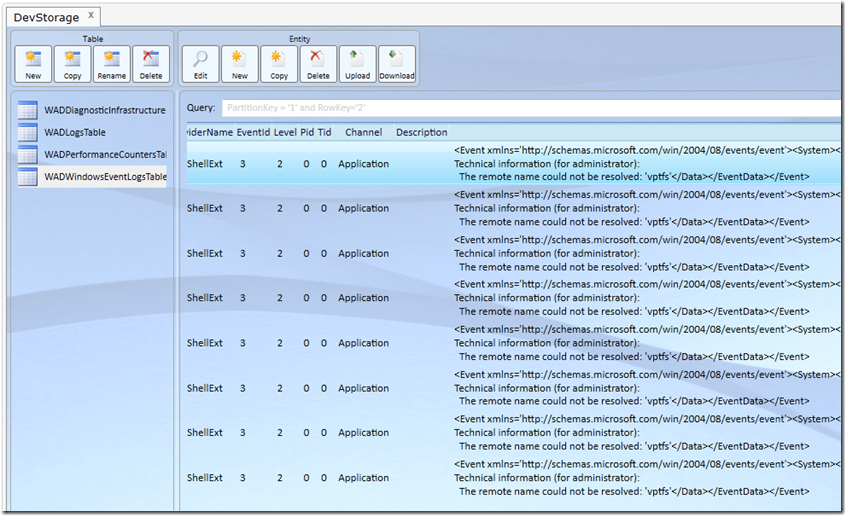 DevStorage x
Table
Entity
New Copy Rename Delete Edit New Copy Delete Upload Download
WADDiagnosticInfrastructure
WADLogsTable
WADPerformanceCountersTal
WADWindowsEventLogsTable
Query: PartitionKey = '1' and RowKey='2'
viderName EventId Level Pid Tid Channel Description
<Event xmlns='http://schemas.microsoft.com/win/2004/08/events/event'><System><
ShellExt 3 2 0 0 Application Technical information (for administrator):
The remote name could not be resolved: 'vptfs'</Data></EventData></Event>
<Event xmlns='http://schemas.microsoft.com/win/2004/08/events/event'><System><
ShellExt 3 2 0 0 Application Technical information (for administrator):
The remote name could not be resolved: 'vptfs'</Data></EventData></Event>
<Event xmlns='http://schemas.microsoft.com/win/2004/08/events/event'><System><
ShellExt 3 2 0 0 Application Technical information (for administrator):
The remote name could not be resolved: 'vptfs'</Data></EventData></Event>
<Event xmlns='http://schemas.microsoft.com/win/2004/08/events/event'><System><
ShellExt 3 2 0 0 Application Technical information (for administrator):
The remote name could not be resolved: 'vptfs'</Data></EventData></Event>
<Event xmlns='http://schemas.microsoft.com/win/2004/08/events/event'><System><
ShellExt 3 2 0 0 Application Technical information (for administrator):
The remote name could not be resolved: 'vptfs'</Data></EventData></Event>
<Event xmlns='http://schemas.microsoft.com/win/2004/08/events/event'><System><
ShellExt 3 2 0 0 Application Technical information (for administrator):
The remote name could not be resolved: 'vptfs'</Data></EventData></Event>
<Event xmlns='http://schemas.microsoft.com/win/2004/08/events/event'><System><
ShellExt 3 2 0 0 Application Technical information (for administrator):
The remote name could not be resolved: 'vptfs'</Data></EventData></Event>
<Event xmlns='http://schemas.microsoft.com/win/2004/08/events/event'><System><
ShellExt 3 2 0 0 Application Technical information (for administrator):
The remote name could not be resolved: 'vptfs'</Data></EventData></Event>